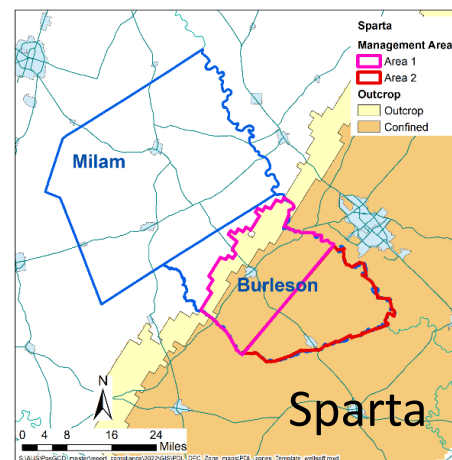 Sparta
Management Area
Area 1
Area 2
Outcrop
Outcrop
Confined
Milam
Burleson
N
Sparta
0 4 8 16 24
Miles